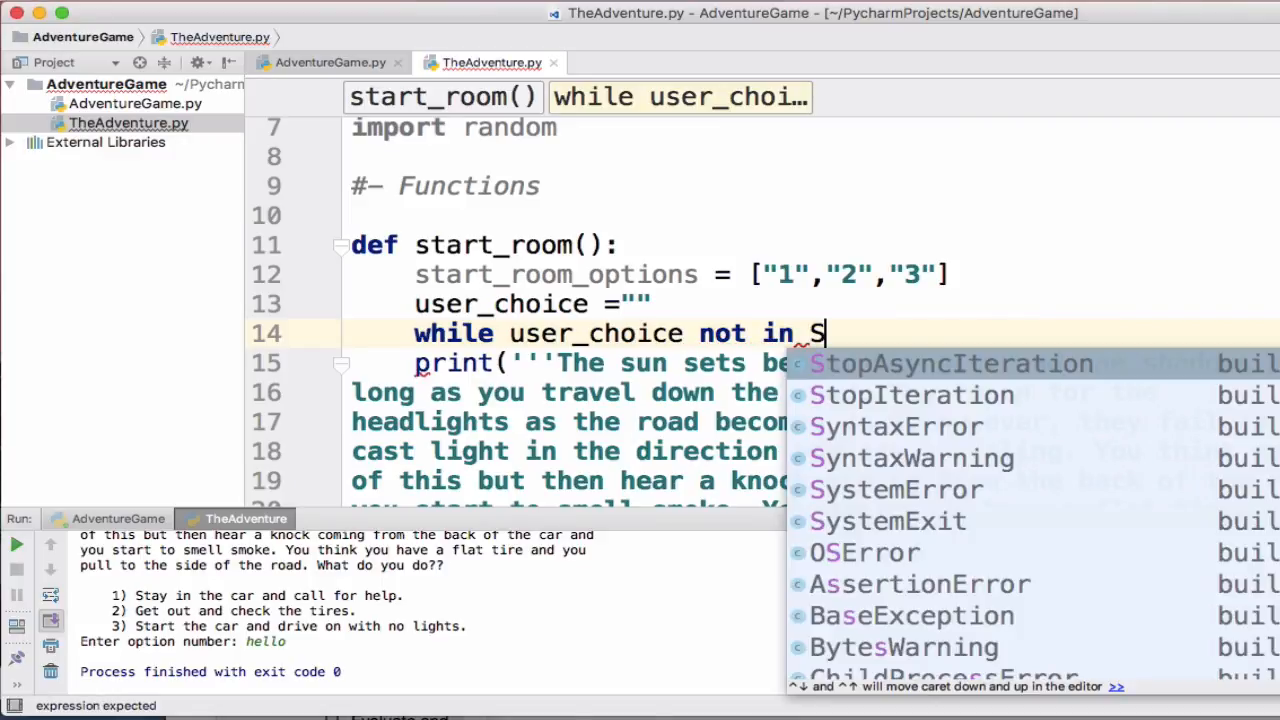 TheAdventure.py - AdventureGame - [~/PycharmProjects/AdventureGame]
AdventureGame TheAdventure.py
Project AdventureGame.py TheAdventure.py
AdventureGame ~/Pycharm
AdventureGame.py
TheAdventure.py
External Libraries
start_room() while user_choi…
7 import random
8
9 #- Functions
10
11 def start_room():
12 start_room_options = ["1","2","3"]
13 user_choice =""
14 while user_choice not in S
15 print('''The sun sets be
16 long as you travel down the
17 headlights as the road becom
18 cast light in the direction
19 of this but then hear a knoc
StopAsyncIteration buil
StopIteration buil
SyntaxError buil
SyntaxWarning buil
SystemError buil
SystemExit buil
OSError buil
AssertionError buil
BaseException buil
BytesWarning buil
ChildProcessError buil
^↓ and ^↑ will move caret down and up in the editor >>
Run: AdventureGame TheAdventure
of this but then hear a knock coming from the back of the car and
you start to smell smoke. You think you have a flat tire and you
pull to the side of the road. What do you do??
1) Stay in the car and call for help.
2) Get out and check the tires.
3) Start the car and drive on with no lights.
Enter option number: hello
Process finished with exit code 0
expression expected